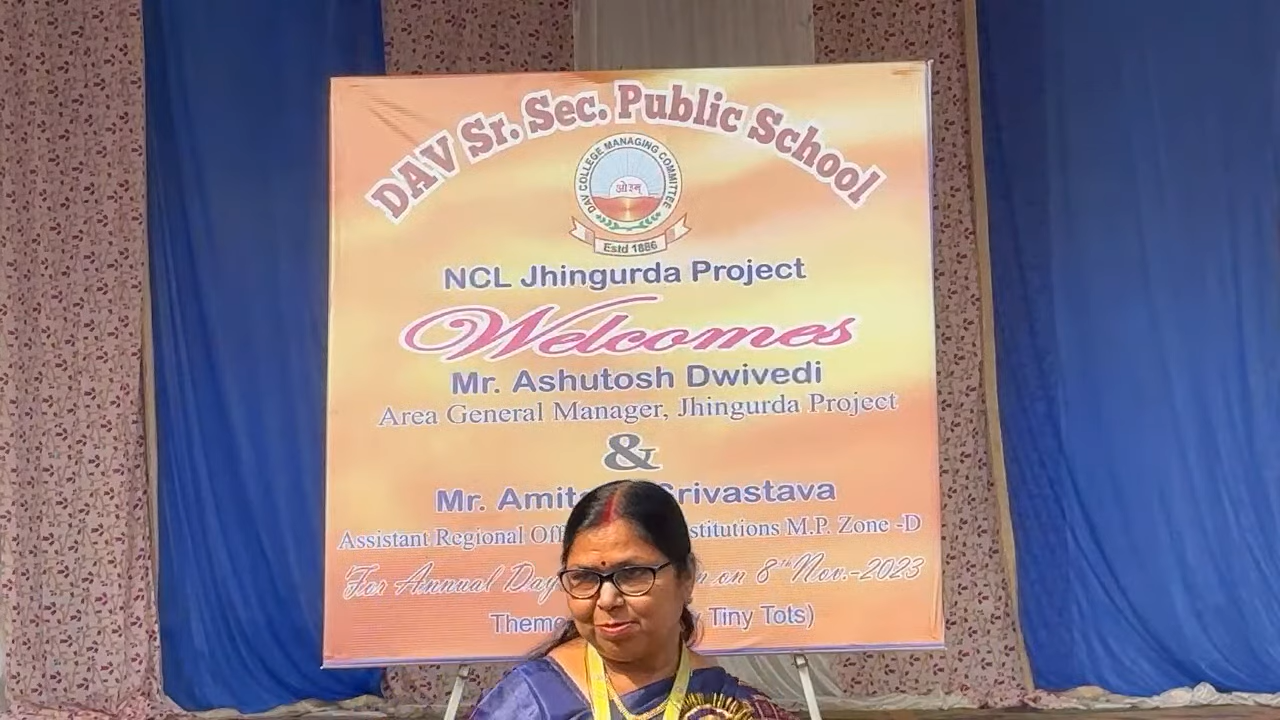 DAV Sr. Sec. Public School
DAV COLLEGE MANAGING COMMITTEE
ओ३म्
Estd 1886
NCL Jhingurda Project
Welcomes
Mr. Ashutosh Dwivedi
Area General Manager, Jhingurda Project
&
Mr. Srivastava
Assistant Regional M.P. Zone -D
For Annual Day on 8th Nov.-2023
Theme Tiny Tots)